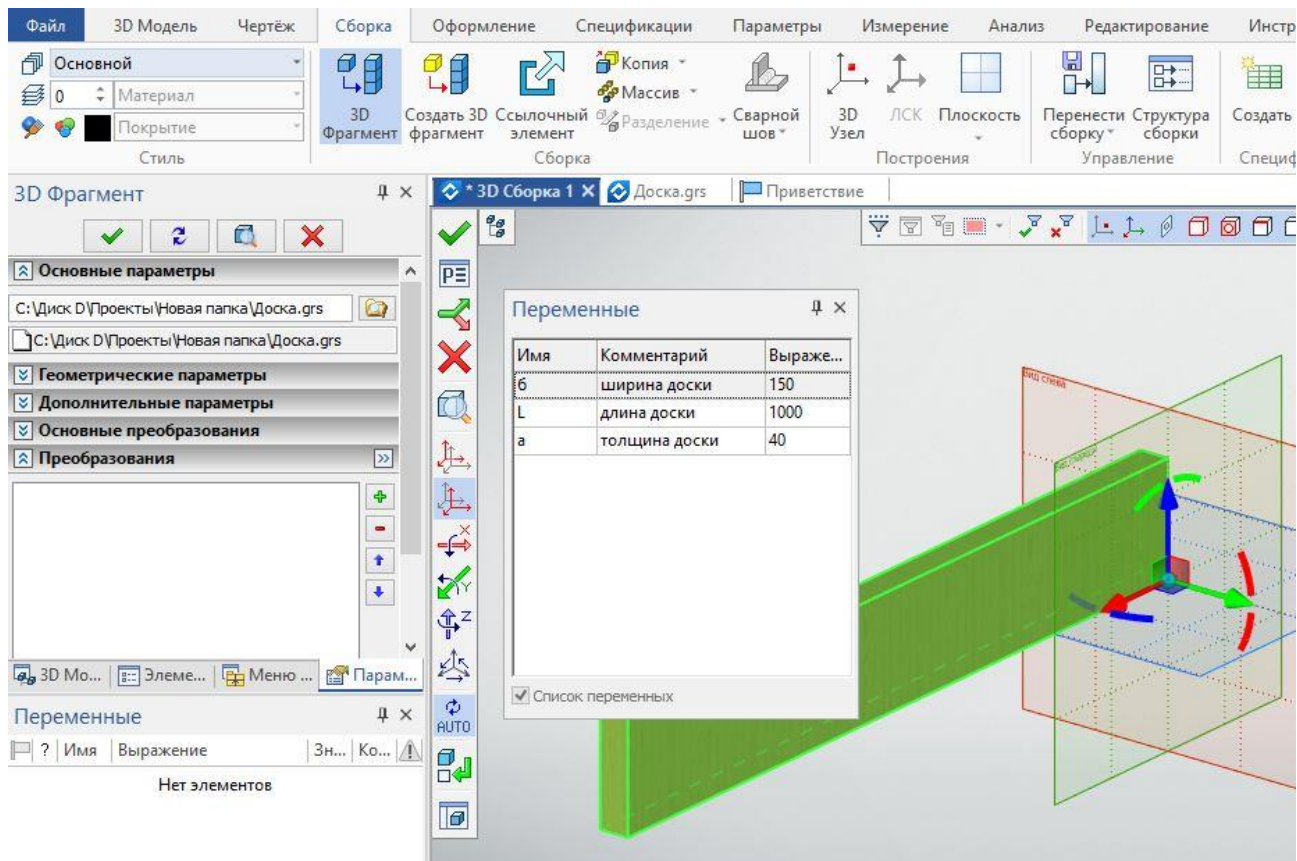 Файл 3D Модель Чертёж Сборка Оформление Спецификации Параметры Измерение Анализ Редактирование Инстр
Основной
0 Материал
Покрытие
Стиль
3D Фрагмент
Создать 3D фрагмент
Ссылочный элемент
Копия
Массив
Разделение
Сварной шов
Сборка
3D Узел
ЛСК
Плоскость
Построения
Перенести сборку
Структура сборки
Управление
Создать
Специф
3D Фрагмент
* 3D Сборка 1 Доска.grs Приветствие
Основные параметры
C:\Диск D\Проекты\Новая папка\Доска.grs
C:\Диск D\Проекты\Новая папка\Доска.grs
Геометрические параметры
Дополнительные параметры
Основные преобразования
Преобразования
3D Мо... Элеме... Меню ... Парам...
Переменные
? Имя Выражение Зн... Ко...
Нет элементов
X
Y
Z
AUTO
Переменные
Имя Комментарий Выраже...
б ширина доски 150
L длина доски 1000
a толщина доски 40
Список переменных
Вид слева